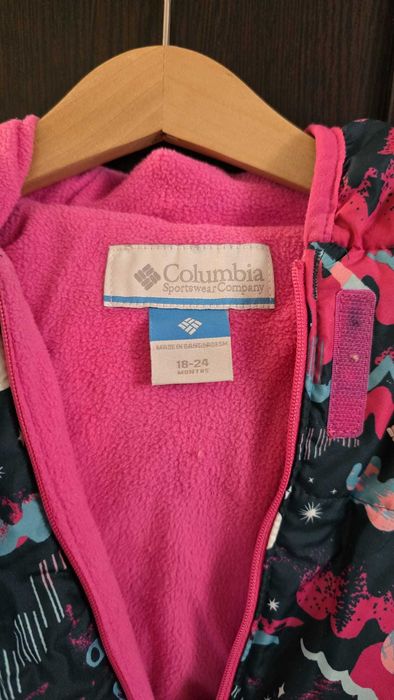 Columbia
Sportswear Company
MADE IN BANGLADESH
18-24
MONTHS